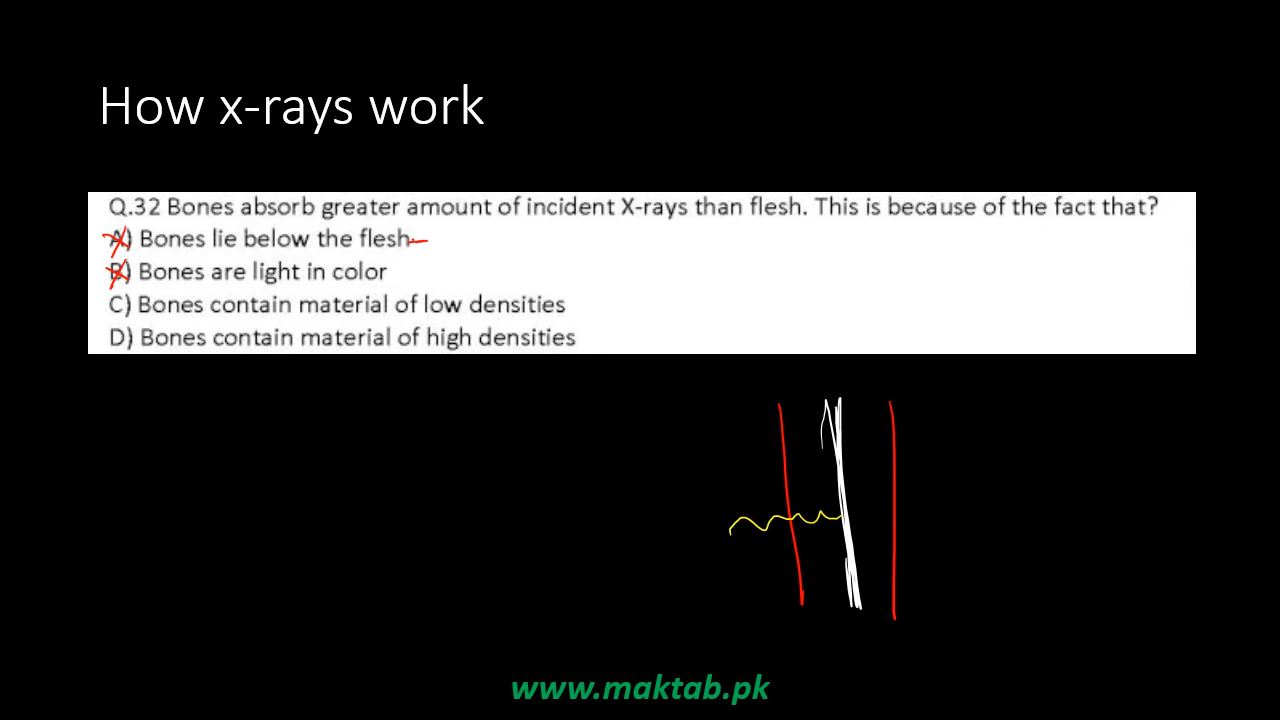 How x-rays work
Q.32 Bones absorb greater amount of incident X-rays than flesh. This is because of the fact that?
A) Bones lie below the flesh
B) Bones are light in color
C) Bones contain material of low densities
D) Bones contain material of high densities
www.maktab.pk